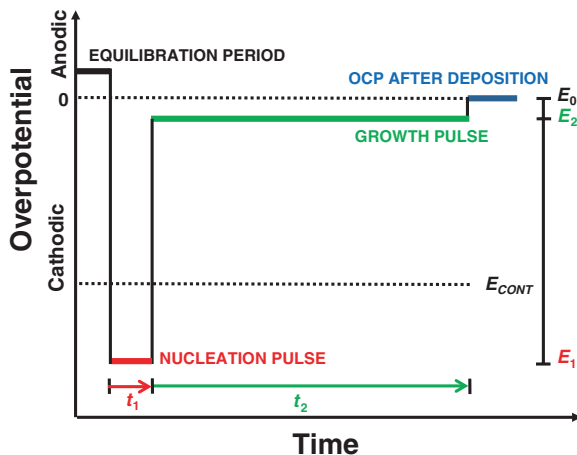 Overpotential
Anodic
0
Cathodic
EQUILIBRATION PERIOD
OCP AFTER DEPOSITION
E0
E2
GROWTH PULSE
ECONT
NUCLEATION PULSE
E1
t1
t2
Time